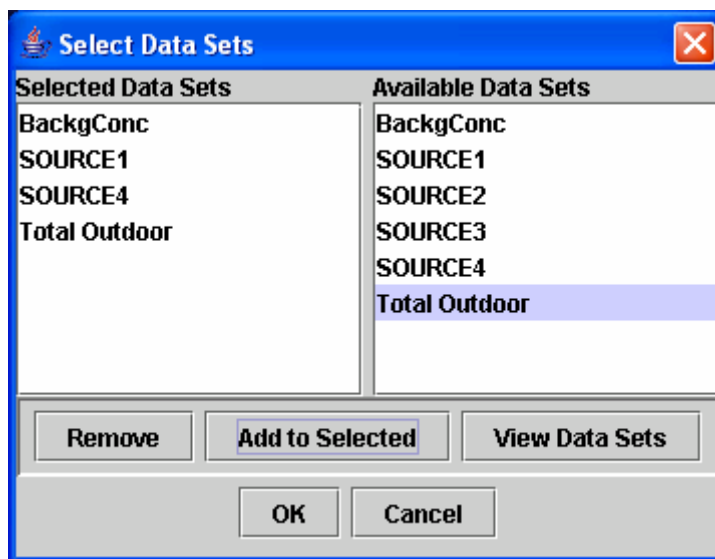 Select Data Sets
Selected Data Sets
BackgConc
SOURCE1
SOURCE4
Total Outdoor
Available Data Sets
BackgConc
SOURCE1
SOURCE2
SOURCE3
SOURCE4
Total Outdoor
Remove
Add to Selected
View Data Sets
OK
Cancel